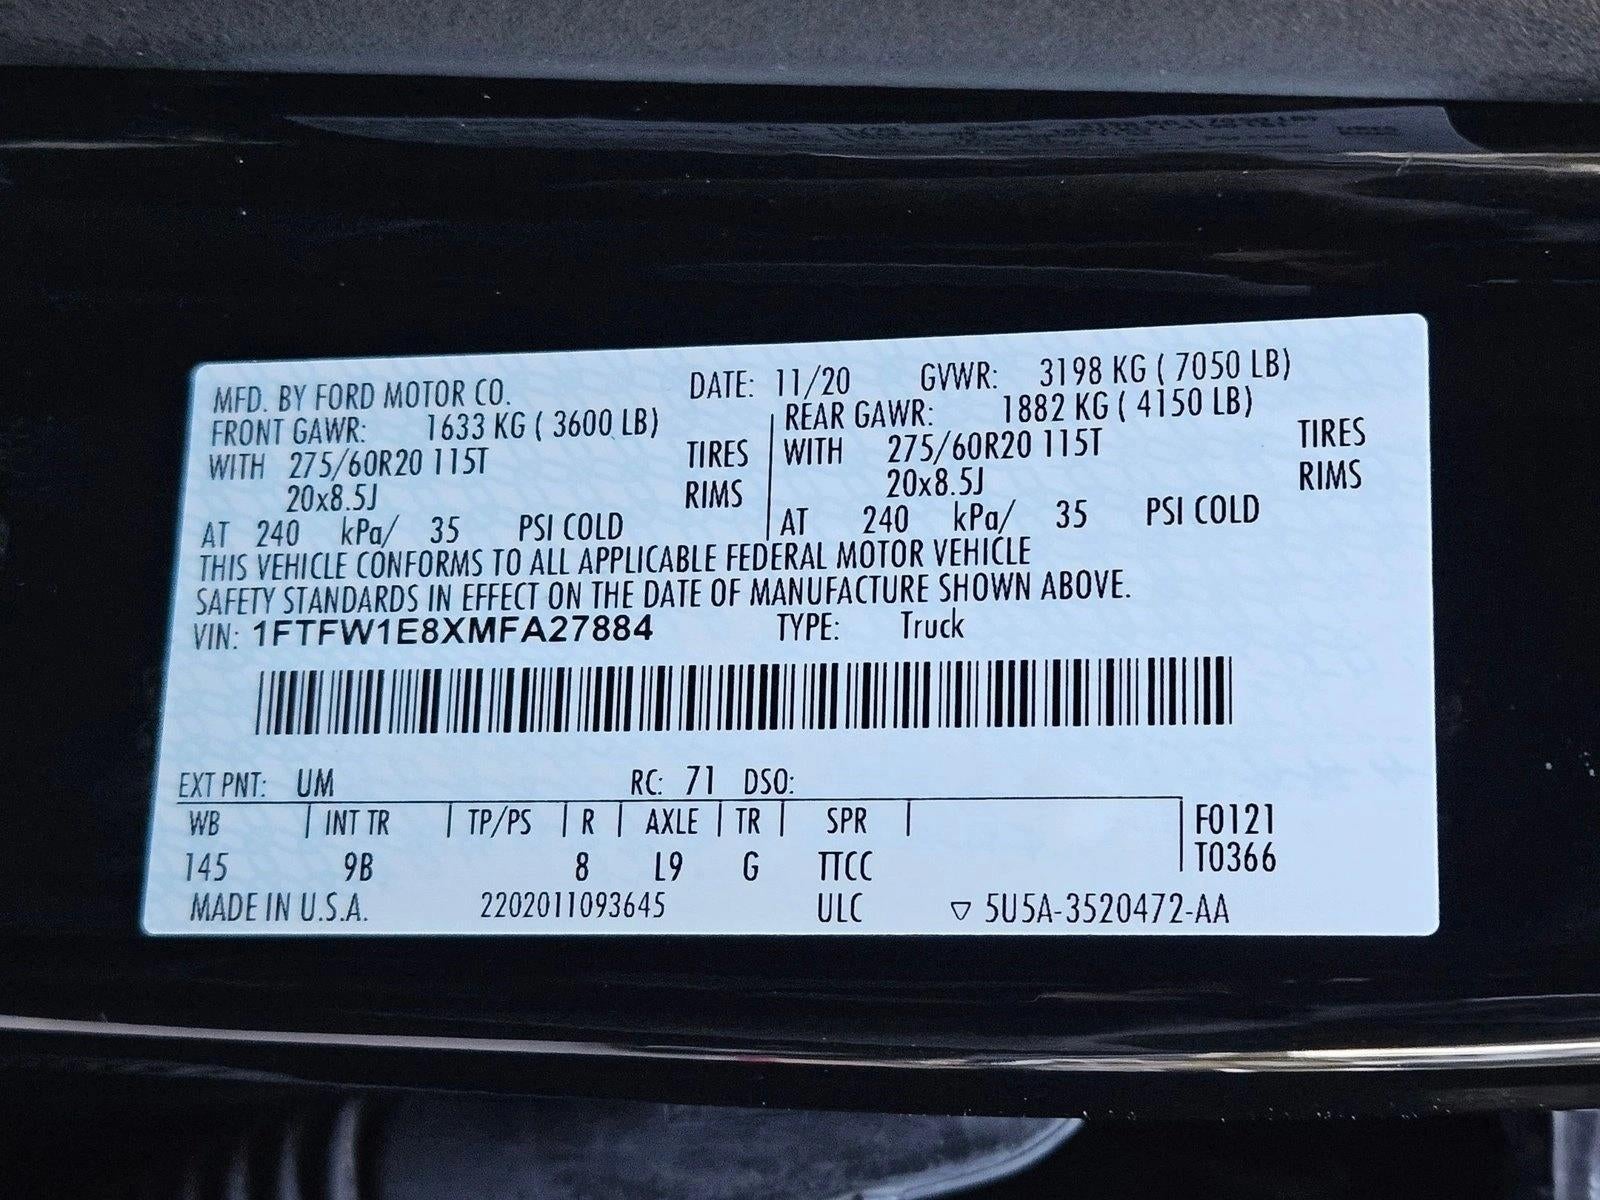 MFD. BY FORD MOTOR CO. DATE: 11/20 GVWR: 3198 KG ( 7050 LB)
FRONT GAWR: 1633 KG ( 3600 LB) REAR GAWR: 1882 KG ( 4150 LB)
WITH 275/60R20 115T TIRES WITH 275/60R20 115T TIRES
20x8.5J RIMS 20x8.5J RIMS
AT 240 kPa/ 35 PSI COLD AT 240 kPa/ 35 PSI COLD
THIS VEHICLE CONFORMS TO ALL APPLICABLE FEDERAL MOTOR VEHICLE
SAFETY STANDARDS IN EFFECT ON THE DATE OF MANUFACTURE SHOWN ABOVE.
VIN: 1FTFW1E8XMFA27884 TYPE: Truck
EXT PNT: UM RC: 71 DSO:
WB INT TR TP/PS R AXLE TR SPR F0121
145 9B 8 L9 G TTCC T0366
MADE IN U.S.A. 2202011093645 ULC ▽ 5U5A-3520472-AA